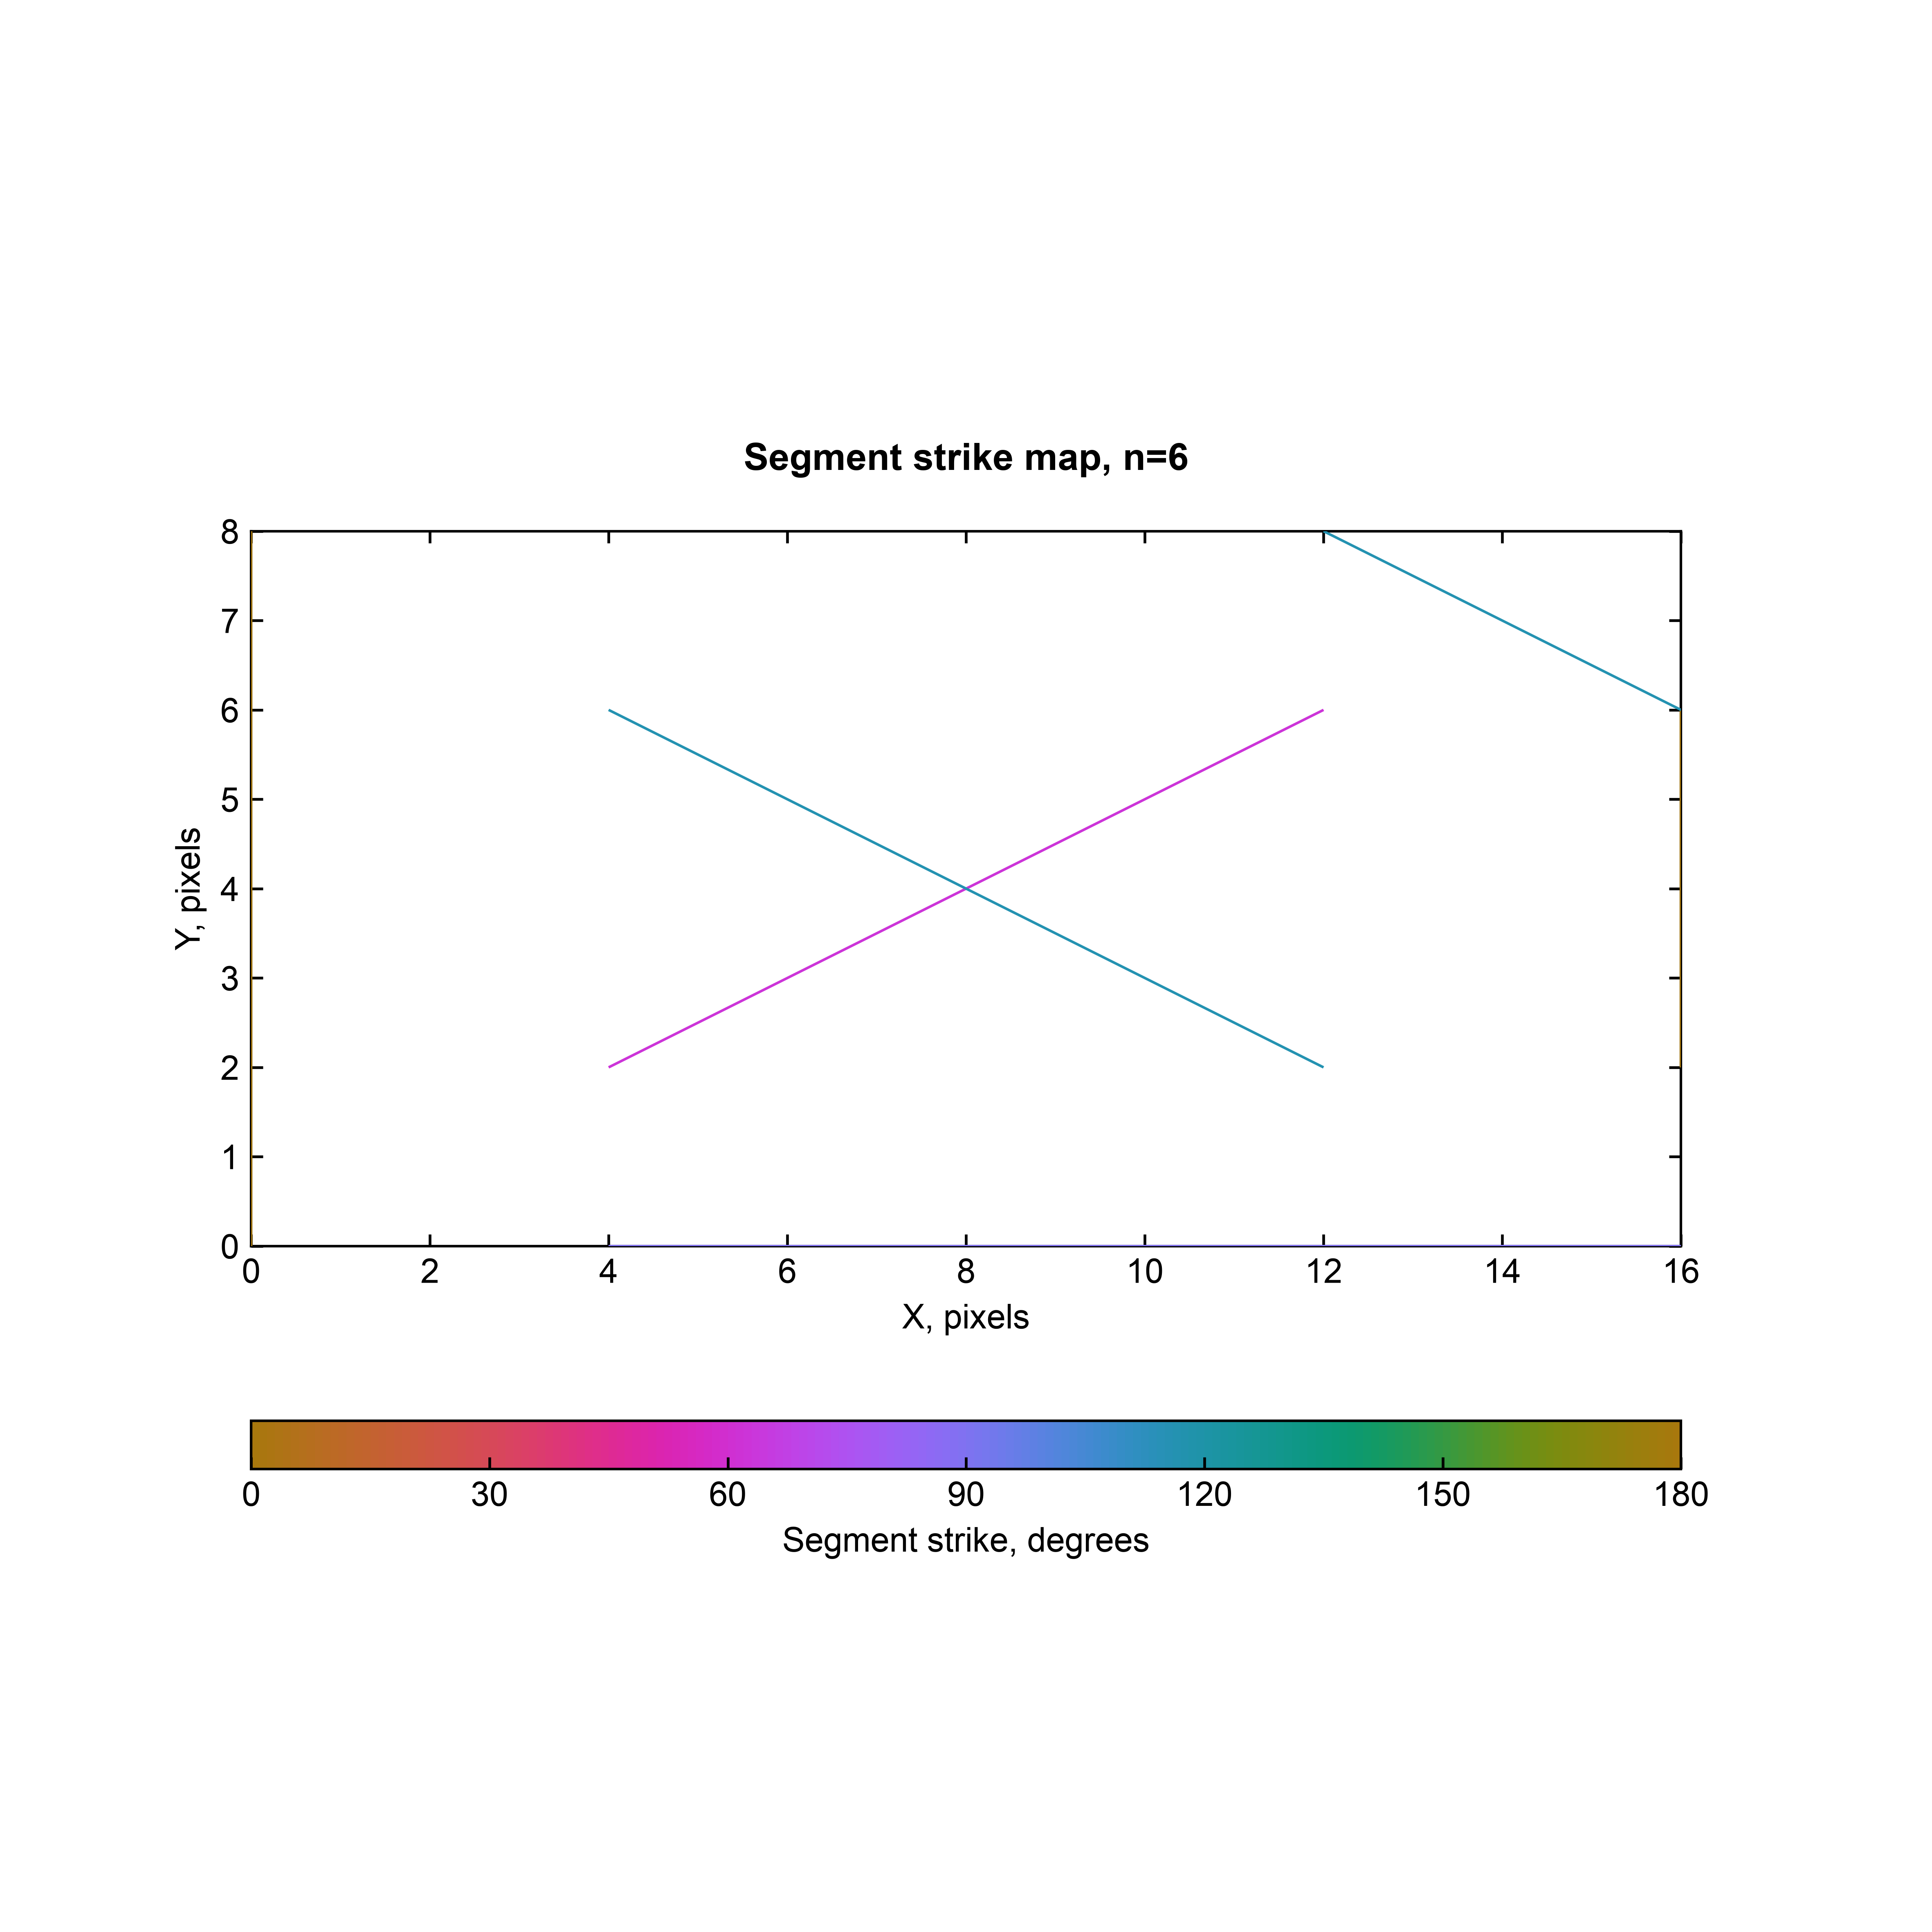 Segment strike map, n=6
8
7
6
5
4
3
2
1
0
Y, pixels
0 2 4 6 8 10 12 14 16
X, pixels
0 30 60 90 120 150 180
Segment strike, degrees